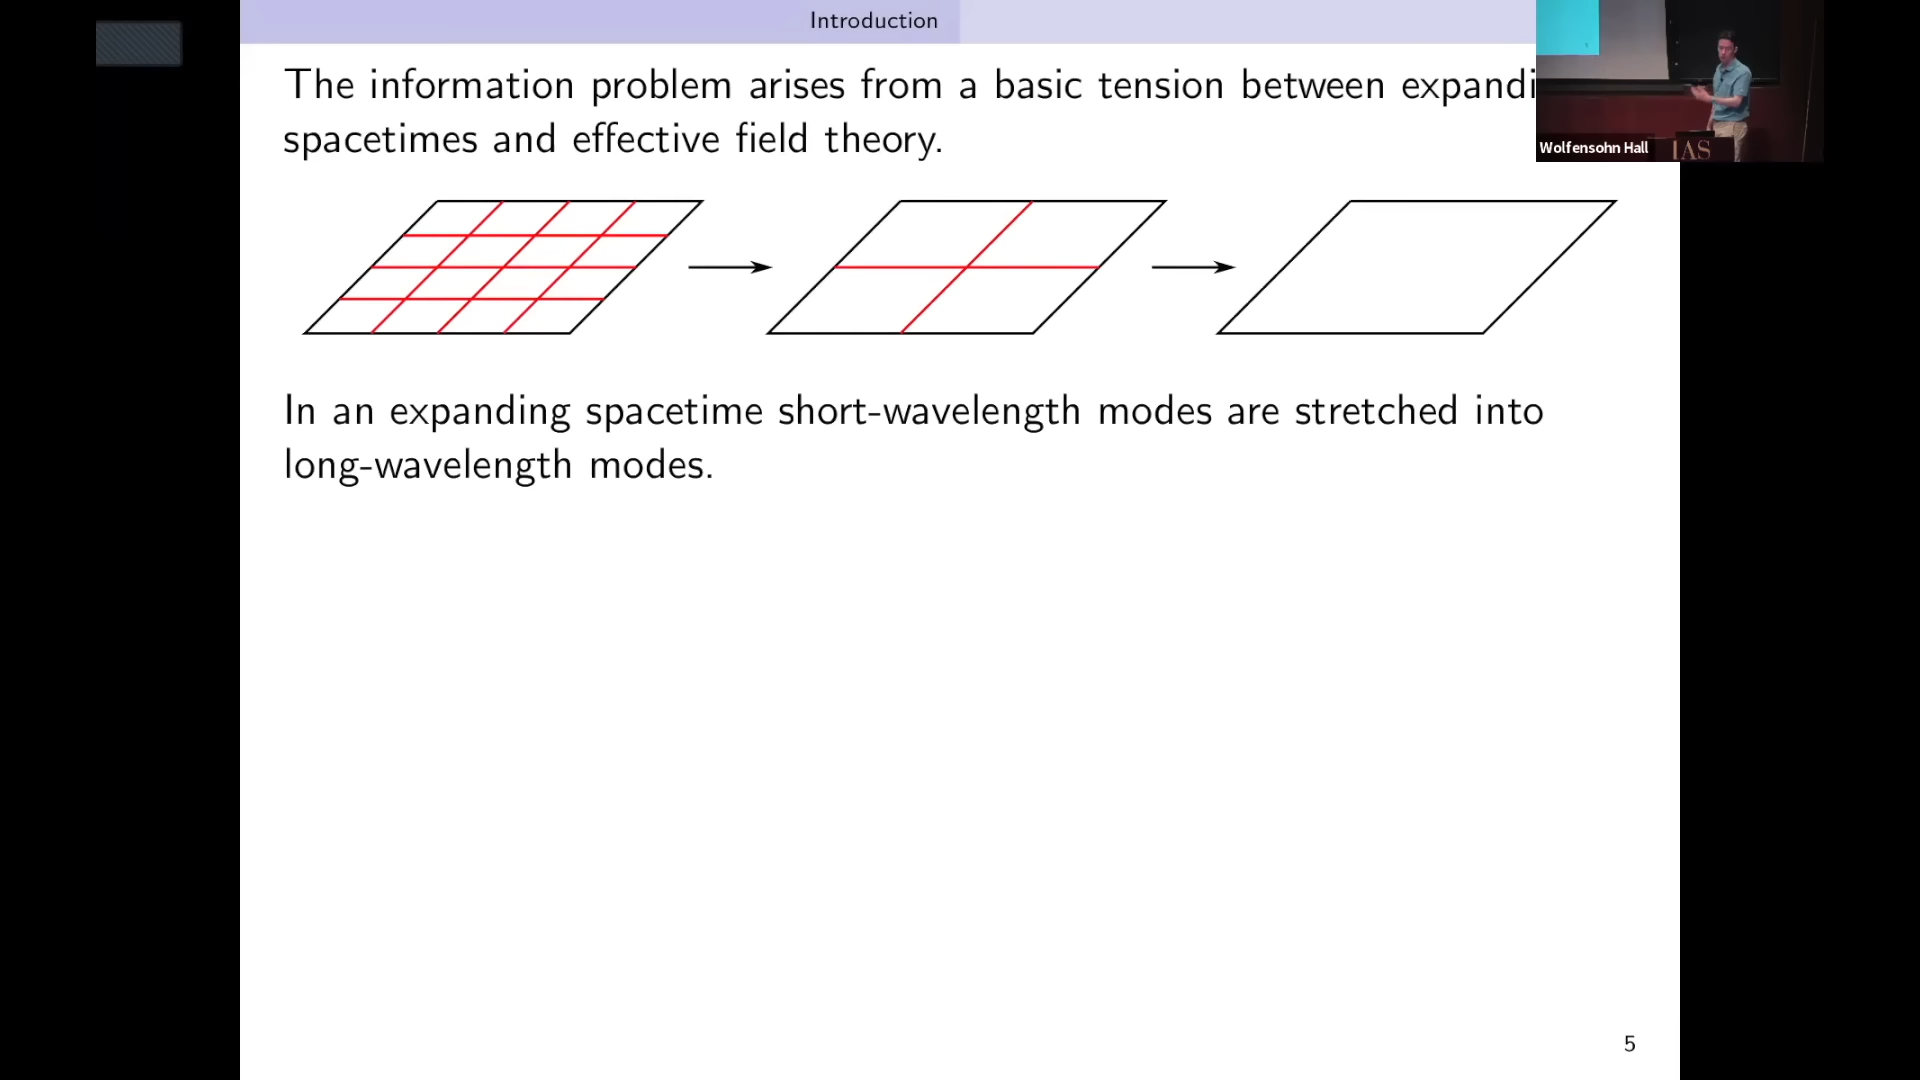 Introduction
The information problem arises from a basic tension between expandi
spacetimes and effective field theory.
Wolfensohn Hall
IAS
In an expanding spacetime short-wavelength modes are stretched into
long-wavelength modes.
5